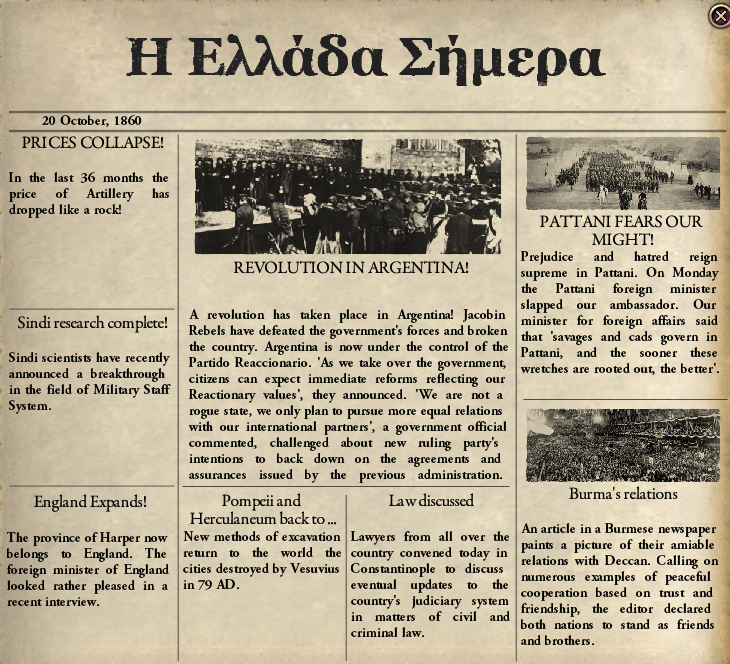 Η Ελλάδα Σήμερα
20 October, 1860
PRICES COLLAPSE!
In the last 36 months the
price of Artillery has
dropped like a rock!
Sindi research complete!
Sindi scientists have recently
announced a breakthrough
in the field of Military Staff
System.
England Expands!
The province of Harper now
belongs to England. The
foreign minister of England
looked rather pleased in a
recent interview.
REVOLUTION IN ARGENTINA!
A revolution has taken place in Argentina! Jacobin
Rebels have defeated the government's forces and broken
the country. Argentina is now under the control of the
Partido Reaccionario. 'As we take over the government,
citizens can expect immediate reforms reflecting our
Reactionary values', they announced. 'We are not a
rogue state, we only plan to pursue more equal relations
with our international partners', a government official
commented, challenged about new ruling party's
intentions to back down on the agreements and
assurances issued by the previous administration.
Pompeii and
Herculaneum back to ...
New methods of excavation
return to the world the
cities destroyed by Vesuvius
in 79 AD.
Law discussed
Lawyers from all over the
country convened today in
Constantinople to discuss
eventual updates to the
country's judiciary system
in matters of civil and
criminal law.
PATTANI FEARS OUR
MIGHT!
Prejudice and hatred reign
supreme in Pattani. On Monday
the Pattani foreign minister
slapped our ambassador. Our
minister for foreign affairs said
that 'savages and cads govern in
Pattani, and the sooner these
wretches are rooted out, the better'.
Burma's relations
An article in a Burmese newspaper
paints a picture of their amiable
relations with Deccan. Calling on
numerous examples of peaceful
cooperation based on trust and
friendship, the editor declared
both nations to stand as friends
and brothers.